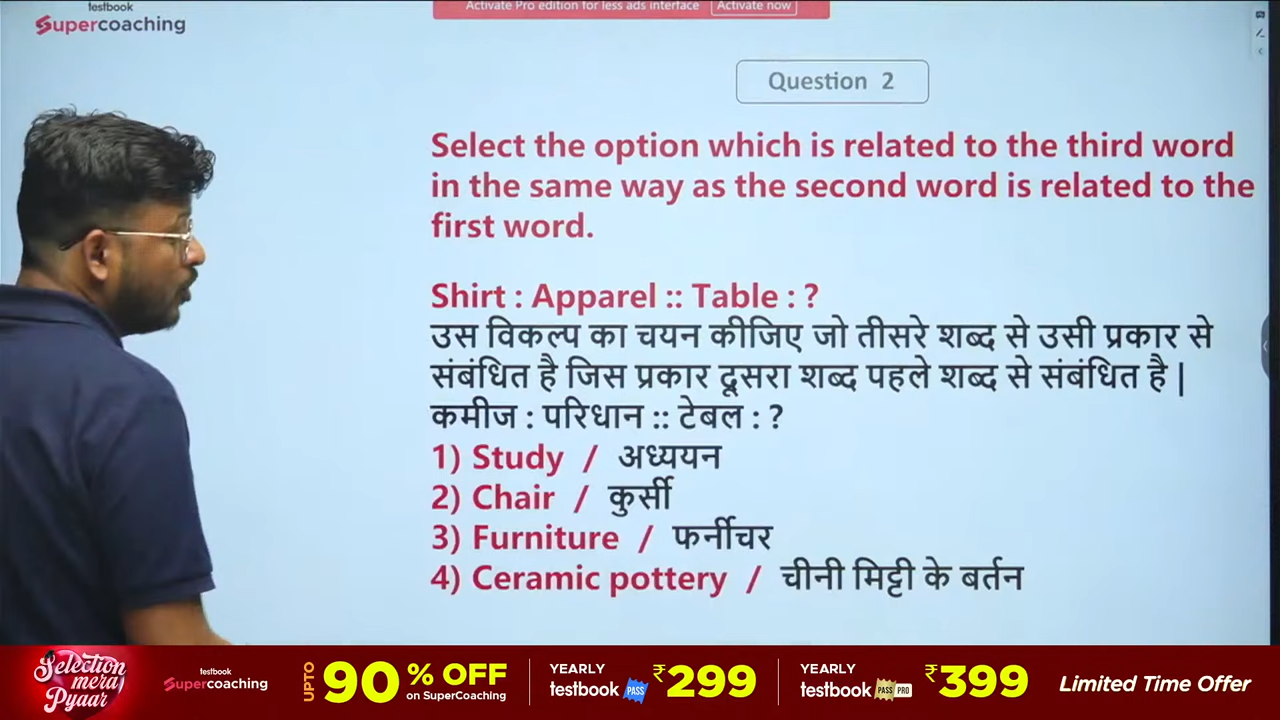 testbook
Supercoaching
Activate Pro edition for less ads interface Activate now
Question 2
Select the option which is related to the third word
in the same way as the second word is related to the
first word.
Shirt : Apparel :: Table : ?
उस विकल्प का चयन कीजिए जो तीसरे शब्द से उसी प्रकार से
संबंधित है जिस प्रकार दूसरा शब्द पहले शब्द से संबंधित है |
कमीज : परिधान :: टेबल : ?
1) Study / अध्ययन
2) Chair / कुर्सी
3) Furniture / फर्नीचर
4) Ceramic pottery / चीनी मिट्टी के बर्तन
Selection
mera
Pyaar
testbook
Supercoaching
UPTO 90% OFF
on SuperCoaching
YEARLY
testbook PASS
₹299
YEARLY
testbook PASS PRO
₹399
Limited Time Offer